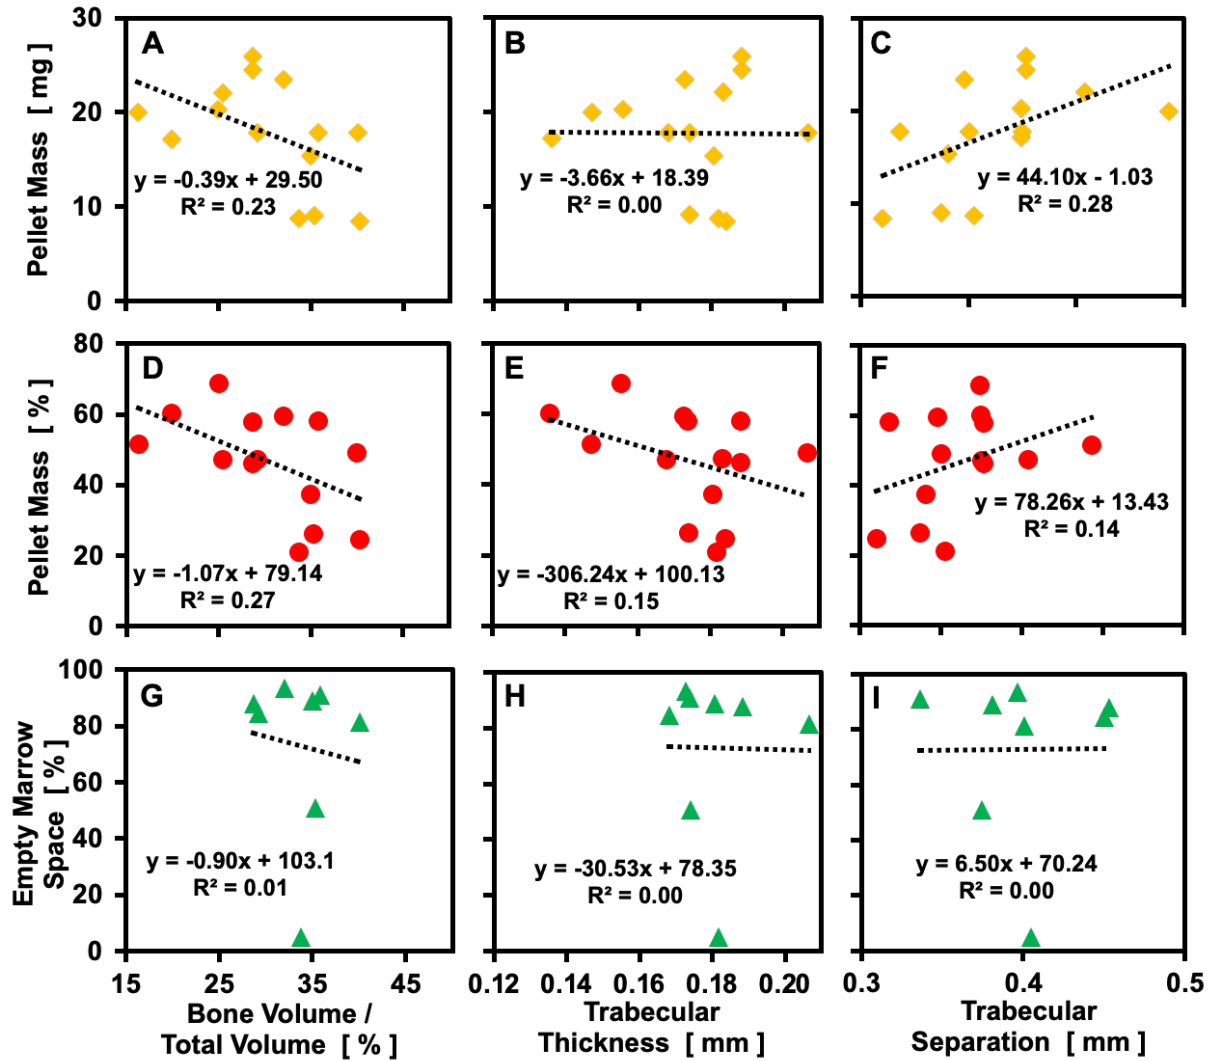 30
20
10
0
Pellet Mass [ mg ]
A
y = -0.39x + 29.50
R² = 0.23
B
y = -3.66x + 18.39
R² = 0.00
C
y = 44.10x - 1.03
R² = 0.28
80
60
40
20
0
Pellet Mass [ % ]
D
y = -1.07x + 79.14
R² = 0.27
E
y = -306.24x + 100.13
R² = 0.15
F
y = 78.26x + 13.43
R² = 0.14
100
80
60
40
20
0
Empty Marrow
Space [ % ]
G
y = -0.90x + 103.1
R² = 0.01
H
y = -30.53x + 78.35
R² = 0.00
I
y = 6.50x + 70.24
R² = 0.00
15 25 35 45
Bone Volume /
Total Volume [ % ]
0.12 0.14 0.16 0.18 0.20
Trabecular
Thickness [ mm ]
0.3 0.4 0.5
Trabecular
Separation [ mm ]